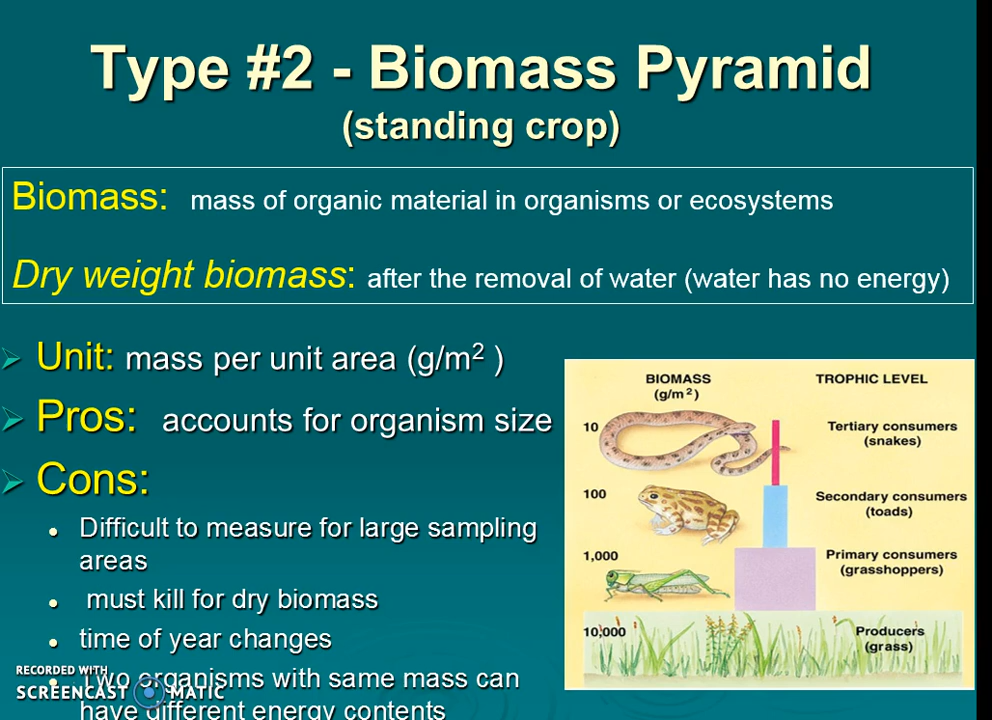 Type #2 - Biomass Pyramid
(standing crop)
Biomass: mass of organic material in organisms or ecosystems
Dry weight biomass: after the removal of water (water has no energy)
Unit: mass per unit area (g/m2 )
Pros: accounts for organism size
Cons:
Difficult to measure for large sampling
areas
must kill for dry biomass
time of year changes
Two organisms with same mass can
have different energy contents
BIOMASS
(g/m2)
TROPHIC LEVEL
10
Tertiary consumers
(snakes)
100
Secondary consumers
(toads)
1,000
Primary consumers
(grasshoppers)
10,000
Producers
(grass)
RECORDED WITH
SCREENCAST MATIC